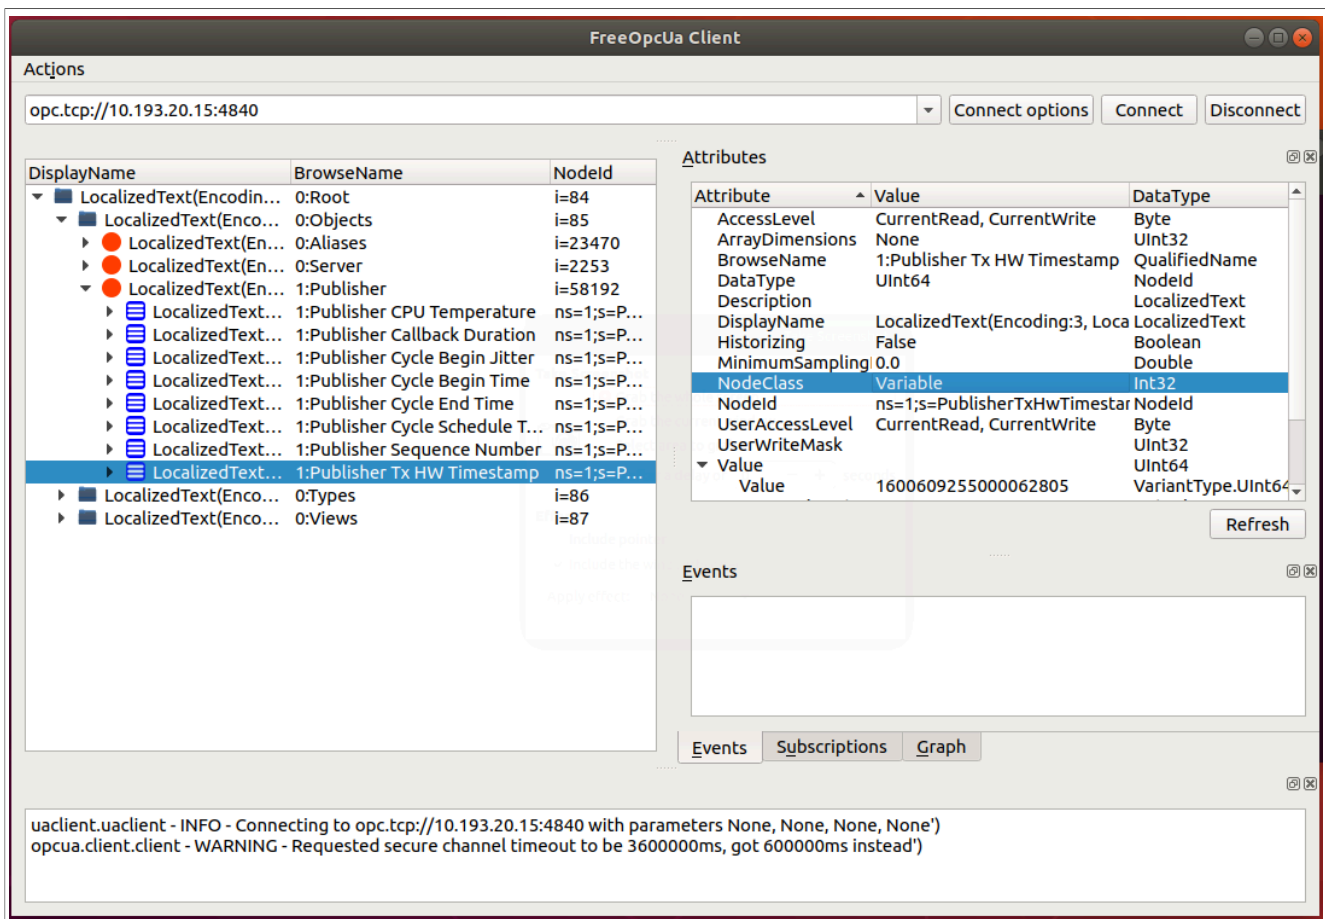 FreeOpcUa Client
Actions
opc.tcp://10.193.20.15:4840 Connect options Connect Disconnect
DisplayName BrowseName NodeId
LocalizedText(Encodin... 0:Root i=84
LocalizedText(Enco... 0:Objects i=85
LocalizedText(En... 0:Aliases i=23470
LocalizedText(En... 0:Server i=2253
LocalizedText(En... 1:Publisher i=58192
LocalizedText... 1:Publisher CPU Temperature ns=1;s=P...
LocalizedText... 1:Publisher Callback Duration ns=1;s=P...
LocalizedText... 1:Publisher Cycle Begin Jitter ns=1;s=P...
LocalizedText... 1:Publisher Cycle Begin Time ns=1;s=P...
LocalizedText... 1:Publisher Cycle End Time ns=1;s=P...
LocalizedText... 1:Publisher Cycle Schedule T... ns=1;s=P...
LocalizedText... 1:Publisher Sequence Number ns=1;s=P...
LocalizedText... 1:Publisher Tx HW Timestamp ns=1;s=P...
LocalizedText(Enco... 0:Types i=86
LocalizedText(Enco... 0:Views i=87
Attributes
Attribute Value DataType
AccessLevel CurrentRead, CurrentWrite Byte
ArrayDimensions None UInt32
BrowseName 1:Publisher Tx HW Timestamp QualifiedName
DataType UInt64 NodeId
Description LocalizedText
DisplayName LocalizedText(Encoding:3, Loca LocalizedText
Historizing False Boolean
MinimumSamplingI 0.0 Double
NodeClass Variable Int32
NodeId ns=1;s=PublisherTxHwTimestar NodeId
UserAccessLevel CurrentRead, CurrentWrite Byte
UserWriteMask UInt32
Value UInt64
Value 1600609255000062805 VariantType.UInt64
Refresh
Events
Events Subscriptions Graph
uaclient.uaclient - INFO - Connecting to opc.tcp://10.193.20.15:4840 with parameters None, None, None, None')
opcua.client.client - WARNING - Requested secure channel timeout to be 3600000ms, got 600000ms instead')